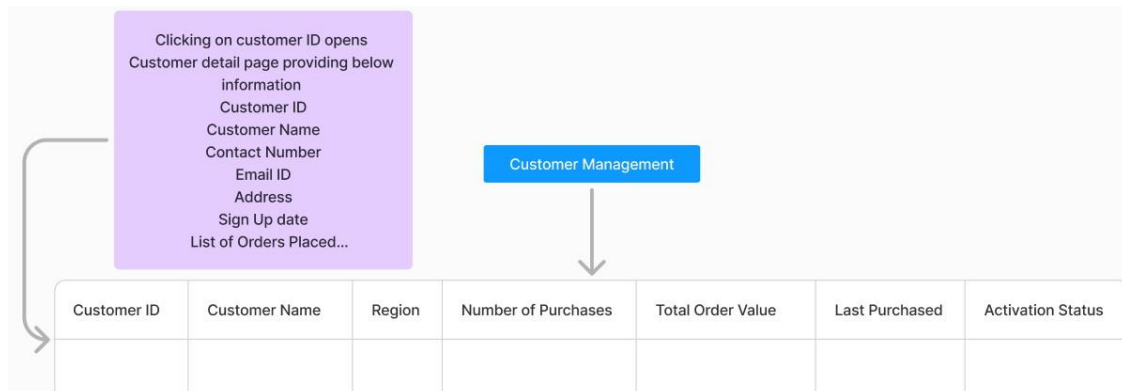 Clicking on customer ID opens
Customer detail page providing below
information
Customer ID
Customer Name
Contact Number
Email ID
Address
Sign Up date
List of Orders Placed...
Customer Management
Customer ID Customer Name Region Number of Purchases Total Order Value Last Purchased Activation Status